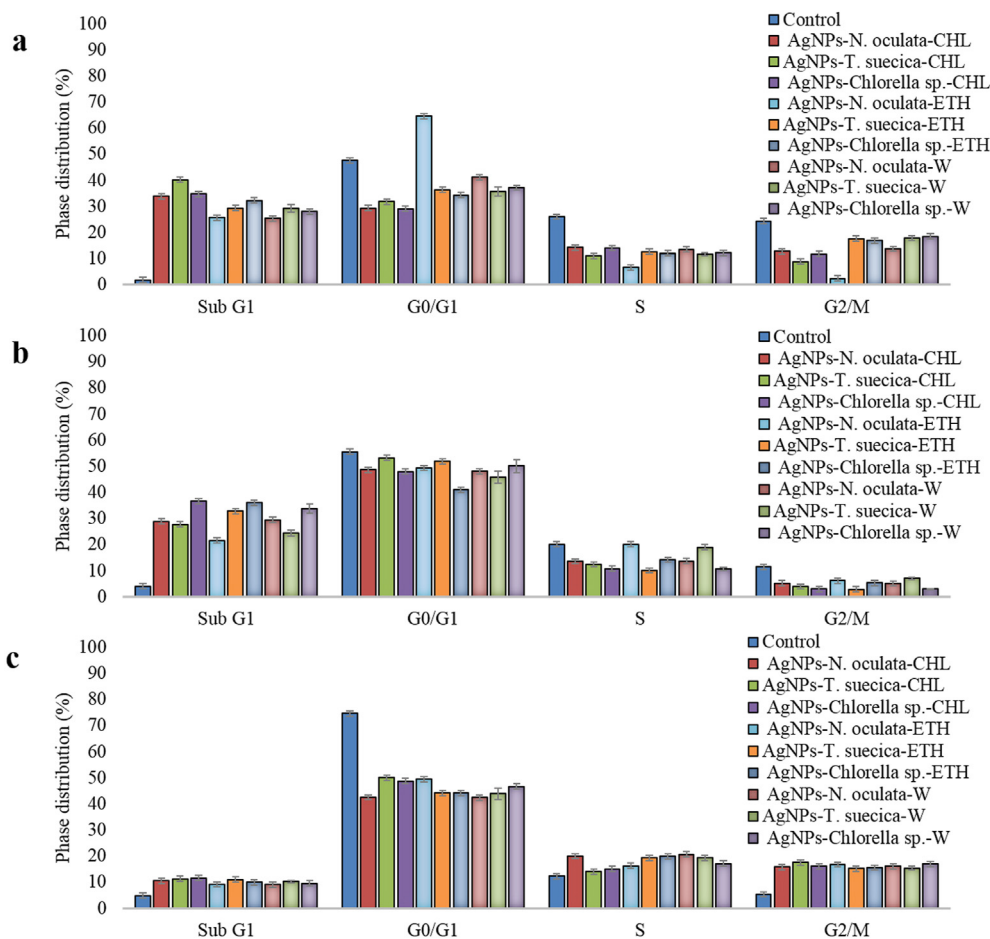 a
Phase distribution (%)
100
90
80
70
60
50
40
30
20
10
0
Sub G1
G0/G1
S
G2/M
Control
AgNPs-N. oculata-CHL
AgNPs-T. suecica-CHL
AgNPs-Chlorella sp.-CHL
AgNPs-N. oculata-ETH
AgNPs-T. suecica-ETH
AgNPs-Chlorella sp.-ETH
AgNPs-N. oculata-W
AgNPs-T. suecica-W
AgNPs-Chlorella sp.-W
b
Phase distribution (%)
100
90
80
70
60
50
40
30
20
10
0
Sub G1
G0/G1
S
G2/M
Control
AgNPs-N. oculata-CHL
AgNPs-T. suecica-CHL
AgNPs-Chlorella sp.-CHL
AgNPs-N. oculata-ETH
AgNPs-T. suecica-ETH
AgNPs-Chlorella sp.-ETH
AgNPs-N. oculata-W
AgNPs-T. suecica-W
AgNPs-Chlorella sp.-W
c
Phase distribution (%)
100
90
80
70
60
50
40
30
20
10
0
Sub G1
G0/G1
S
G2/M
Control
AgNPs-N. oculata-CHL
AgNPs-T. suecica-CHL
AgNPs-Chlorella sp.-CHL
AgNPs-N. oculata-ETH
AgNPs-T. suecica-ETH
AgNPs-Chlorella sp.-ETH
AgNPs-N. oculata-W
AgNPs-T. suecica-W
AgNPs-Chlorella sp.-W